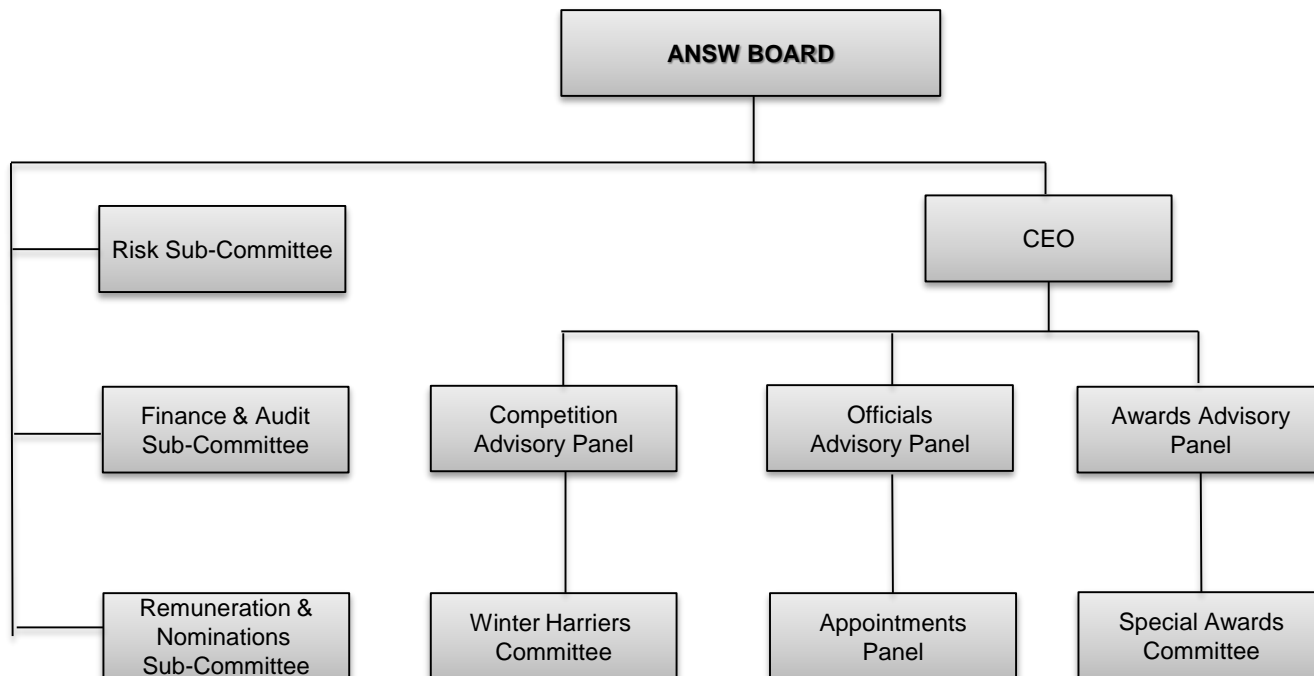 ANSW BOARD
Risk Sub-Committee
CEO
Finance & Audit
Sub-Committee
Competition
Advisory Panel
Officials
Advisory Panel
Awards Advisory
Panel
Remuneration &
Nominations
Sub-Committee
Winter Harriers
Committee
Appointments
Panel
Special Awards
Committee